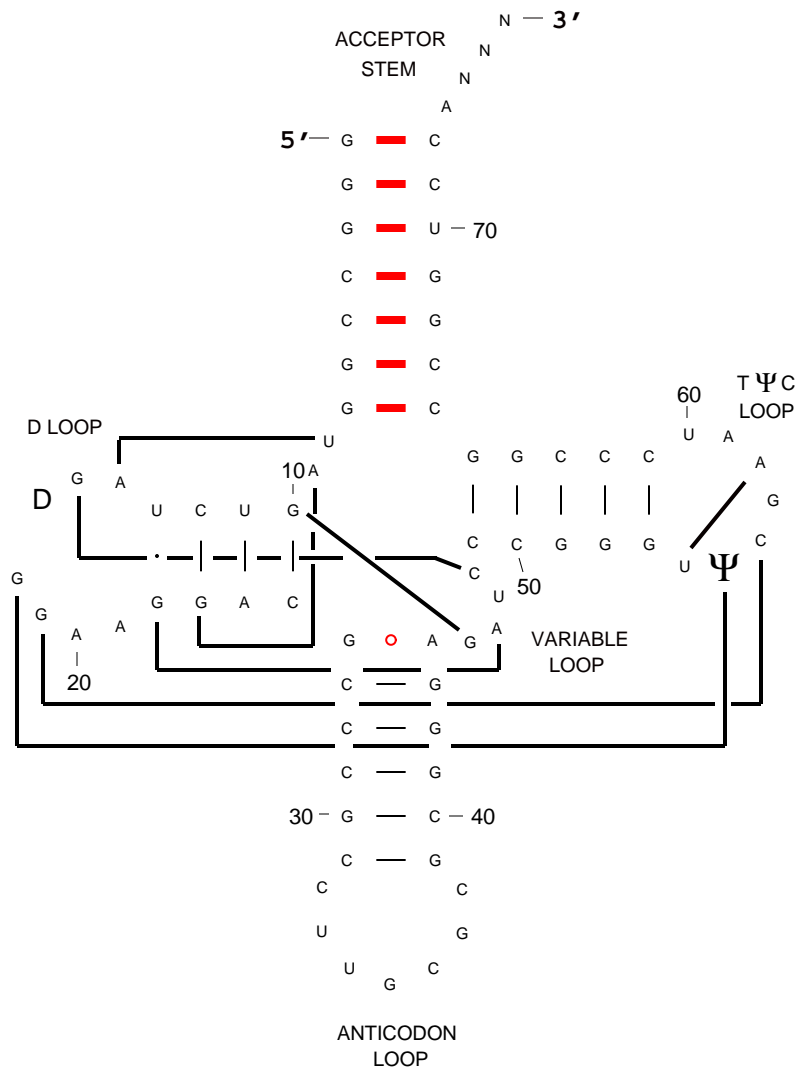 N — 3′
ACCEPTOR
STEM
N
N
A
5′— G C
G C
G U — 70
C G
C G
G C
G C
T Ψ C
LOOP
60
D LOOP
U
U A
G G C C C
A
10 A
G A
D
U C U G
G
C C G G G U
C
C
50
Ψ
G
U
G G A C
G
A A
G A G A
VARIABLE
LOOP
20
C G
C G
C G
30 — G C — 40
C G
C C
U G
U C
G
ANTICODON
LOOP